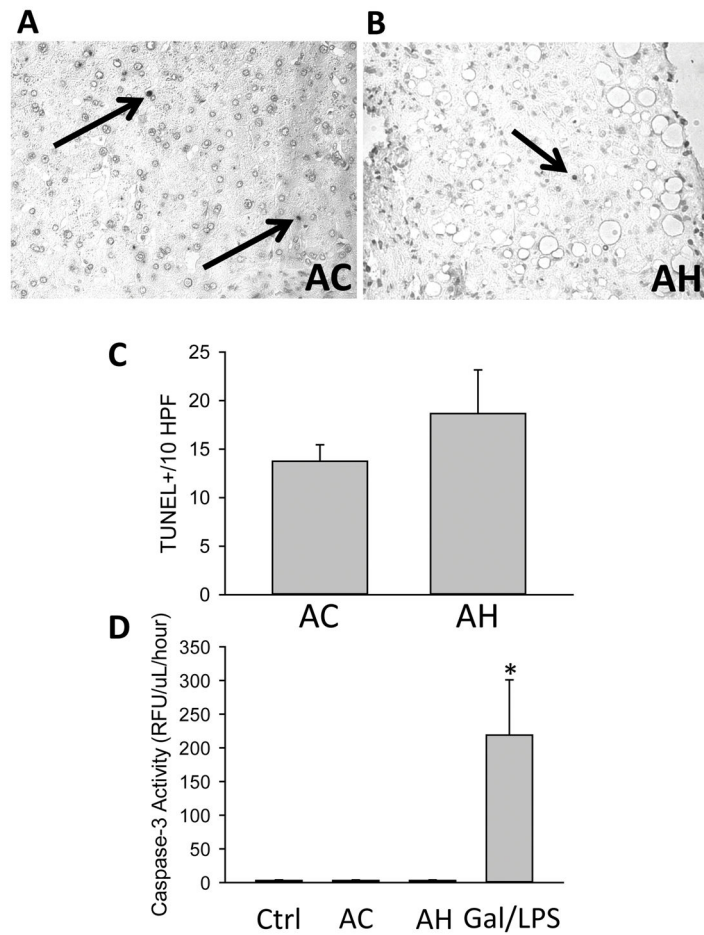 A
B
AC
AH
C
TUNEL+/10 HPF
25
20
15
10
5
0
AC
AH
D
Caspase-3 Activity (RFU/uL/hour)
350
300
250
200
150
100
50
0
*
Ctrl
AC
AH
Gal/LPS